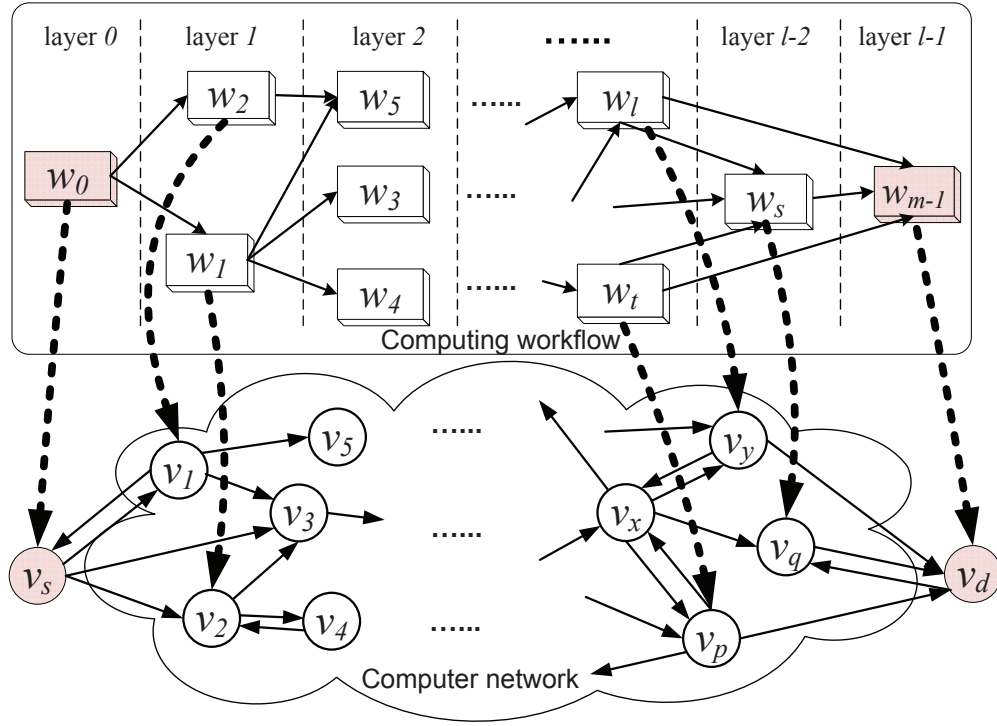 layer 0 layer 1 layer 2 ...... layer l-2 layer l-1
w2 w5 ...... wl
w0 w3 ...... ws wm-1
w1 w4 ...... wt
Computing workflow
v1 v5 ...... vy
v3 vx
vs ...... vq vd
v2 v4 ...... vp
Computer network